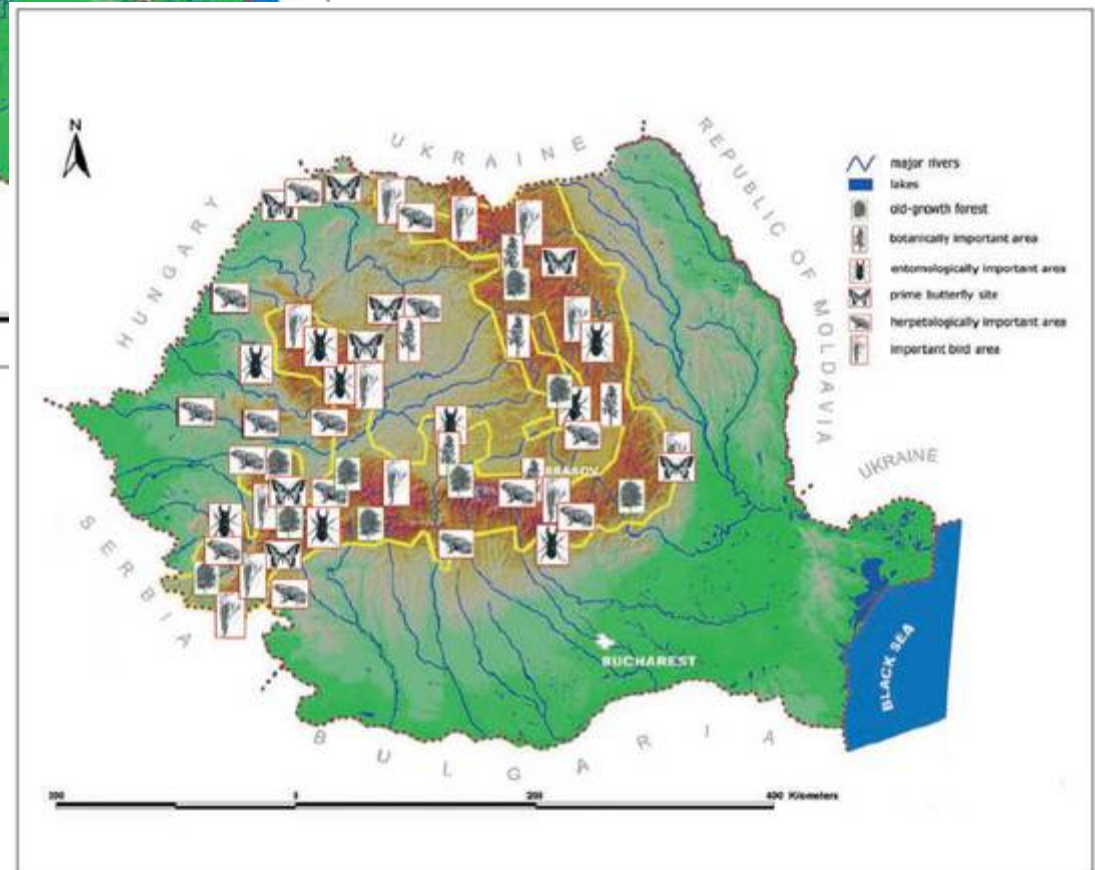 N
UKRAINE
REPUBLIC OF MOLDAVIA
HUNGARY
major rivers
lakes
old-growth forest
botanically important area
entomologically important area
prime butterfly site
herpetologically important area
important bird area
UKRAINE
BRASOV
SERBIA
BUCHAREST
BLACK SEA
BULGARIA
200 0 200 400 Kilometers